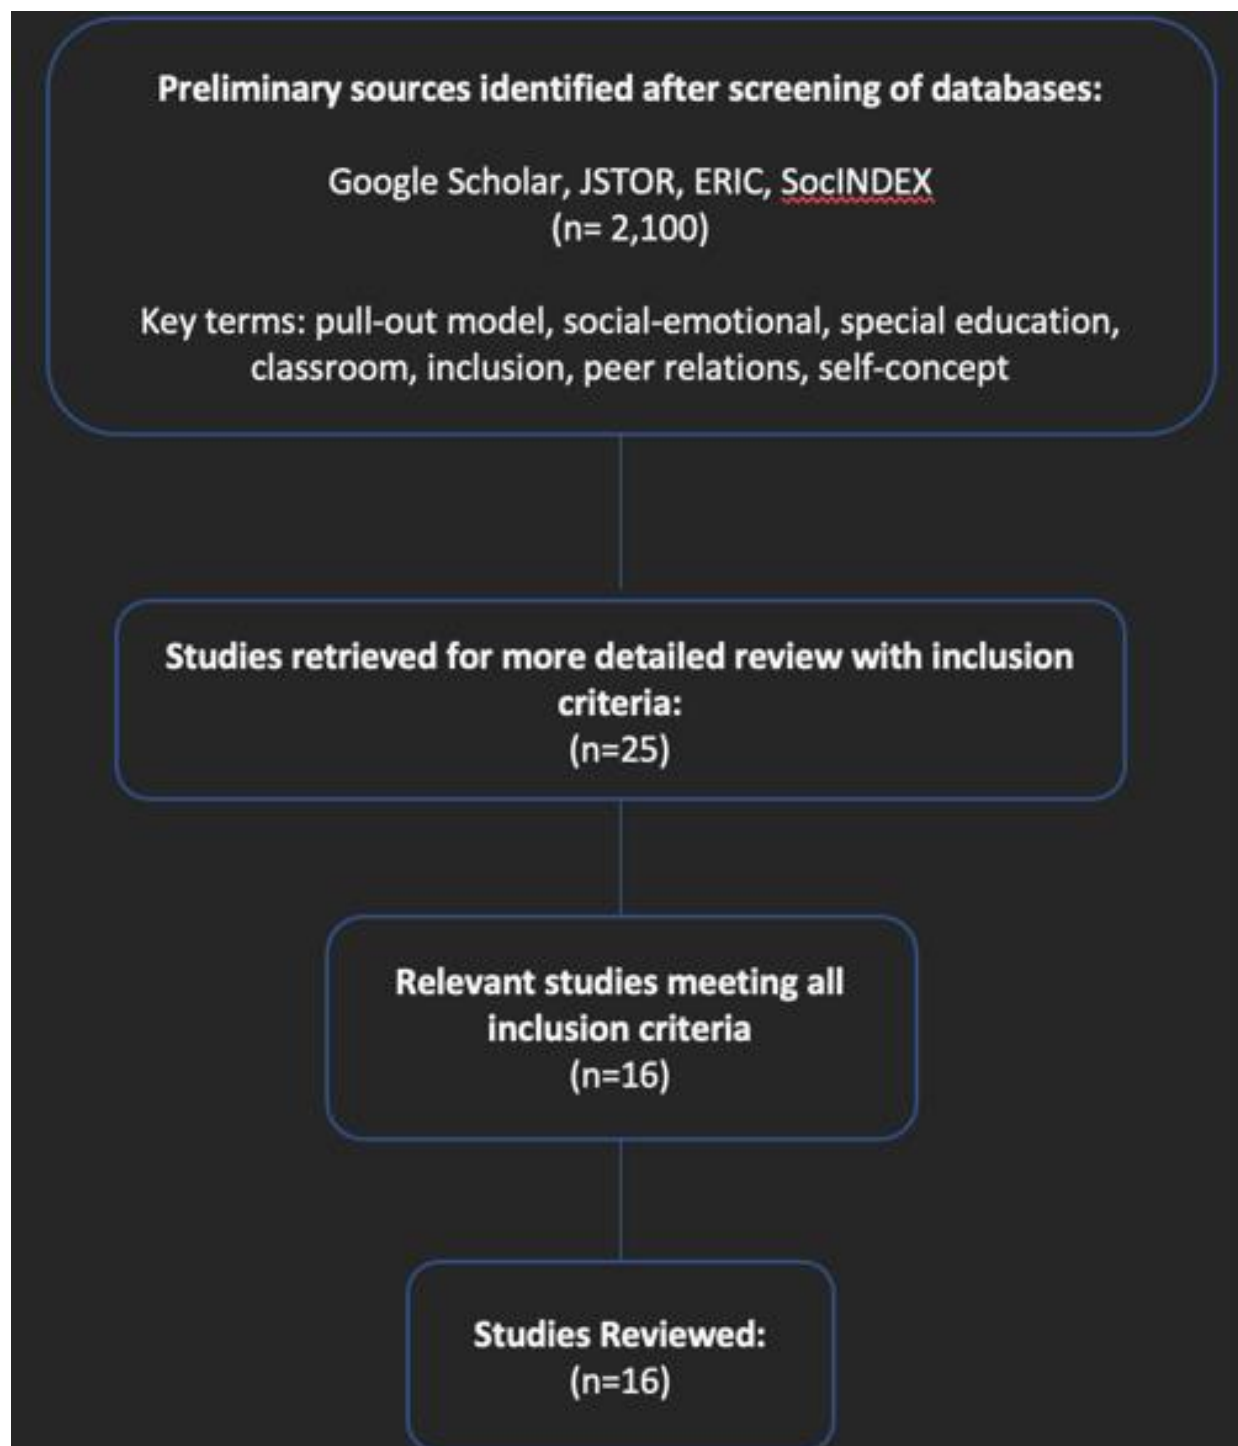 Preliminary sources identified after screening of databases:
Google Scholar, JSTOR, ERIC, SocINDEX
(n= 2,100)
Key terms: pull-out model, social-emotional, special education,
classroom, inclusion, peer relations, self-concept
Studies retrieved for more detailed review with inclusion
criteria:
(n=25)
Relevant studies meeting all
inclusion criteria
(n=16)
Studies Reviewed:
(n=16)